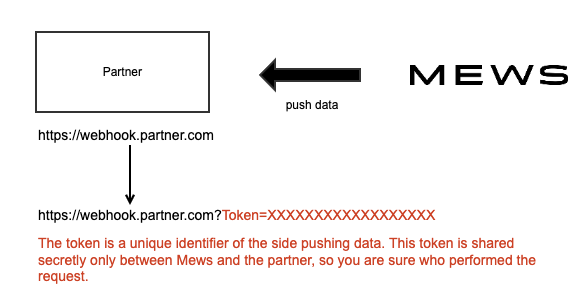 Partner
MEWS
push data
https://webhook.partner.com
https://webhook.partner.com?Token=XXXXXXXXXXXXXXXXXX
The token is a unique identifier of the side pushing data. This token is shared
secretly only between Mews and the partner, so you are sure who performed the
request.